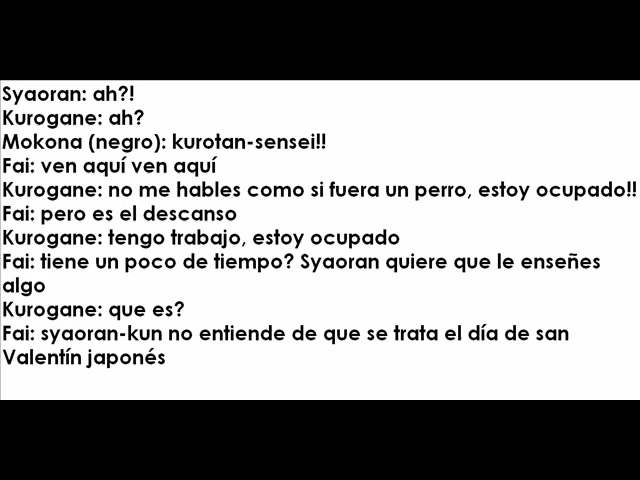 Syaoran: ah?!
Kurogane: ah?
Mokona (negro): kurotan-sensei!!
Fai: ven aquí ven aquí
Kurogane: no me hables como si fuera un perro, estoy ocupado!!
Fai: pero es el descanso
Kurogane: tengo trabajo, estoy ocupado
Fai: tiene un poco de tiempo? Syaoran quiere que le enseñes
algo
Kurogane: que es?
Fai: syaoran-kun no entiende de que se trata el día de san
Valentín japonés